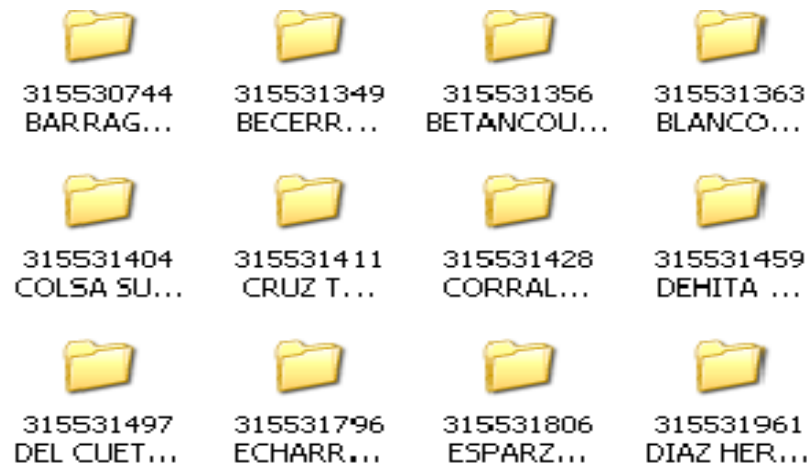 315530744
BARRAG...
315531349
BECERR...
315531356
BETANCOU...
315531363
BLANCO...
315531404
COLSA SU...
315531411
CRUZ T...
315531428
CORRAL...
315531459
DEHITA ...
315531497
DEL CUET...
315531796
ECHARR...
315531806
ESPARZ...
315531961
DIAZ HER...